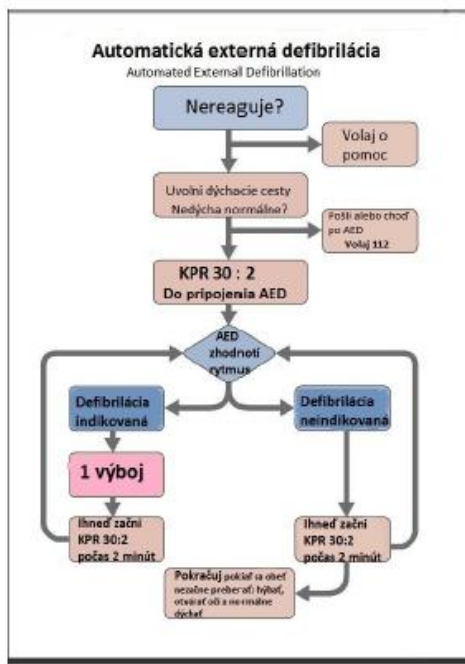 Automatická externá defibrilácia
Automated External Defibrillation
Nereaguje?
Volaj o
pomoc
Uvolni dýchacie cesty
Nedýcha normálne?
Pošli alebo choď
po AED
Volaj 112
KPR 30 : 2
Do pripojenia AED
AED
zhodnotí
rytmus
Defibrilácia
indikovaná
Defibrilácia
neindikovaná
1 výboj
Ihneď začni
KPR 30:2
počas 2 minút
Ihneď začni
KPR 30:2
počas 2 minút
Pokračuj pokiaľ sa obeť
nezačne preberať: hýbať,
otvárať oči a normálne
dýchať